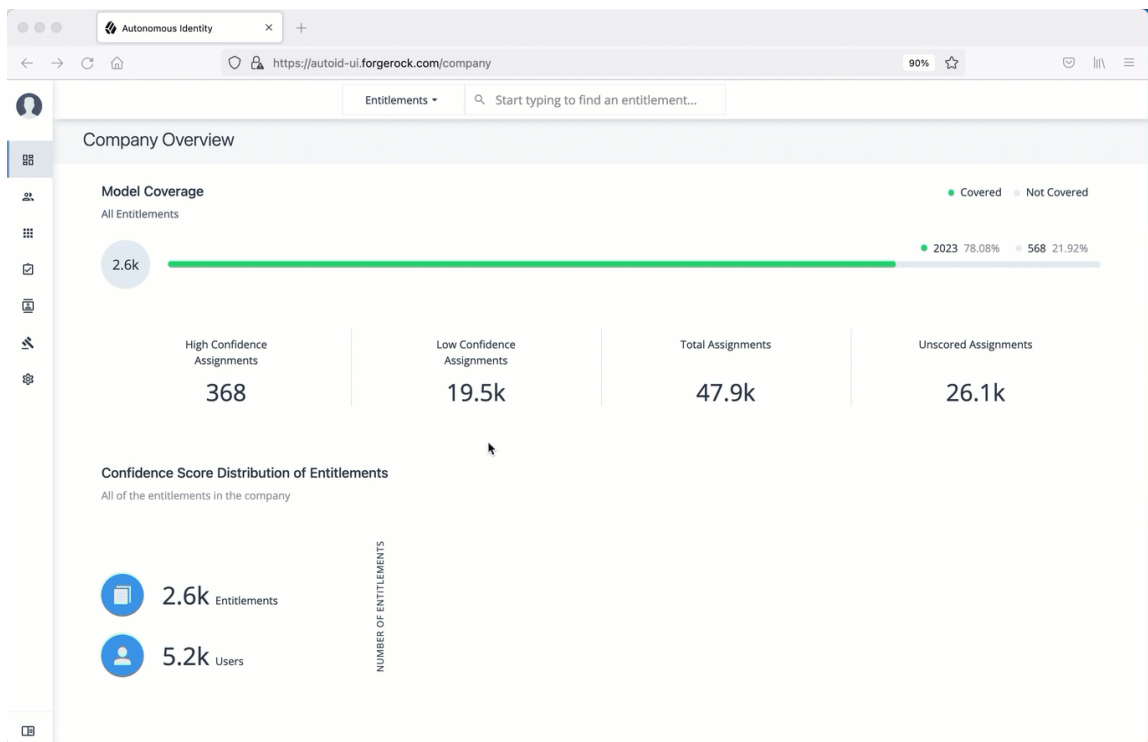 Autonomous Identity
https://autoid-ui.forgerock.com/company
90%
Entitlements
Start typing to find an entitlement...
Company Overview
Model Coverage
Covered
Not Covered
All Entitlements
2023 78.08%
568 21.92%
2.6k
High Confidence
Assignments
368
Low Confidence
Assignments
19.5k
Total Assignments
47.9k
Unscored Assignments
26.1k
Confidence Score Distribution of Entitlements
All of the entitlements in the company
NUMBER OF ENTITLEMENTS
2.6k Entitlements
5.2k Users